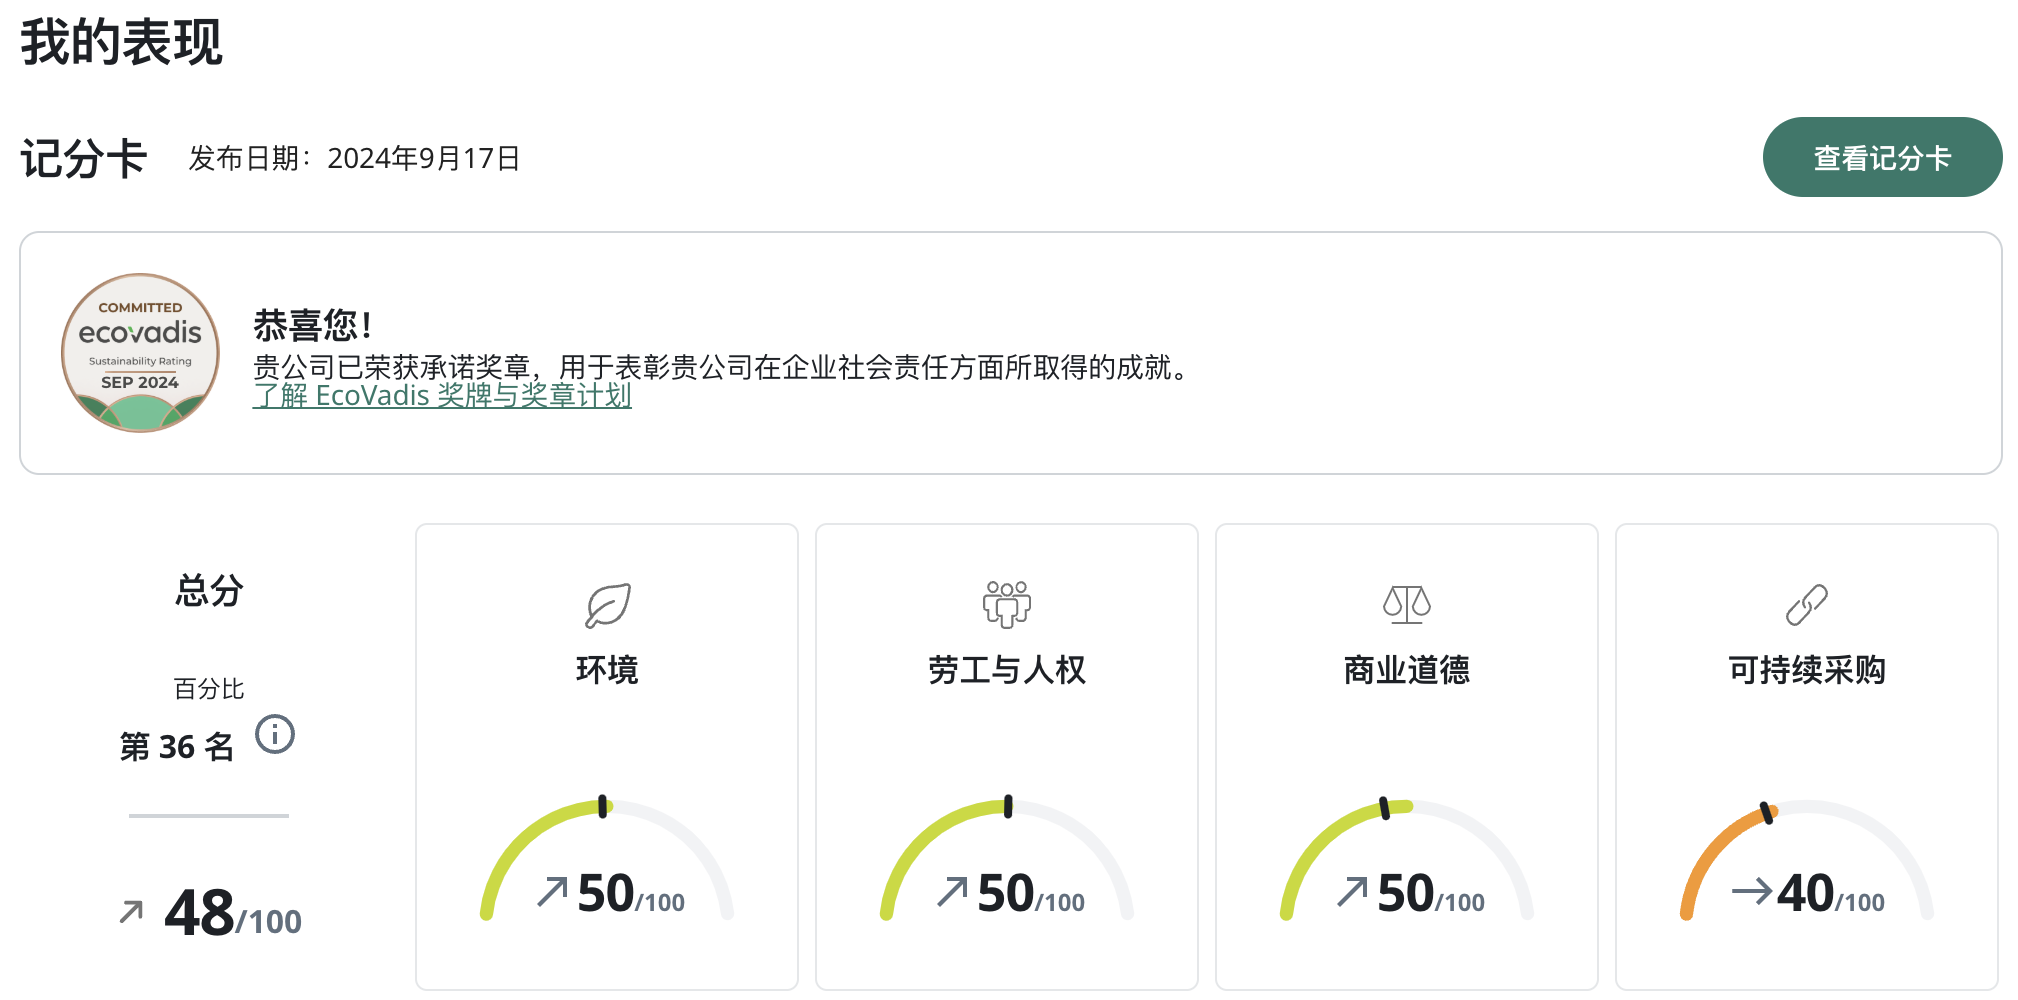 我的表现
记分卡
发布日期：2024年9月17日
查看记分卡
COMMITTED
ecovadis
Sustainability Rating
SEP 2024
恭喜您！
贵公司已荣获承诺奖章，用于表彰贵公司在企业社会责任方面所取得的成就。
了解 EcoVadis 奖牌与奖章计划
总分
百分比
第 36 名
48/100
环境
50/100
劳工与人权
50/100
商业道德
50/100
可持续采购
40/100